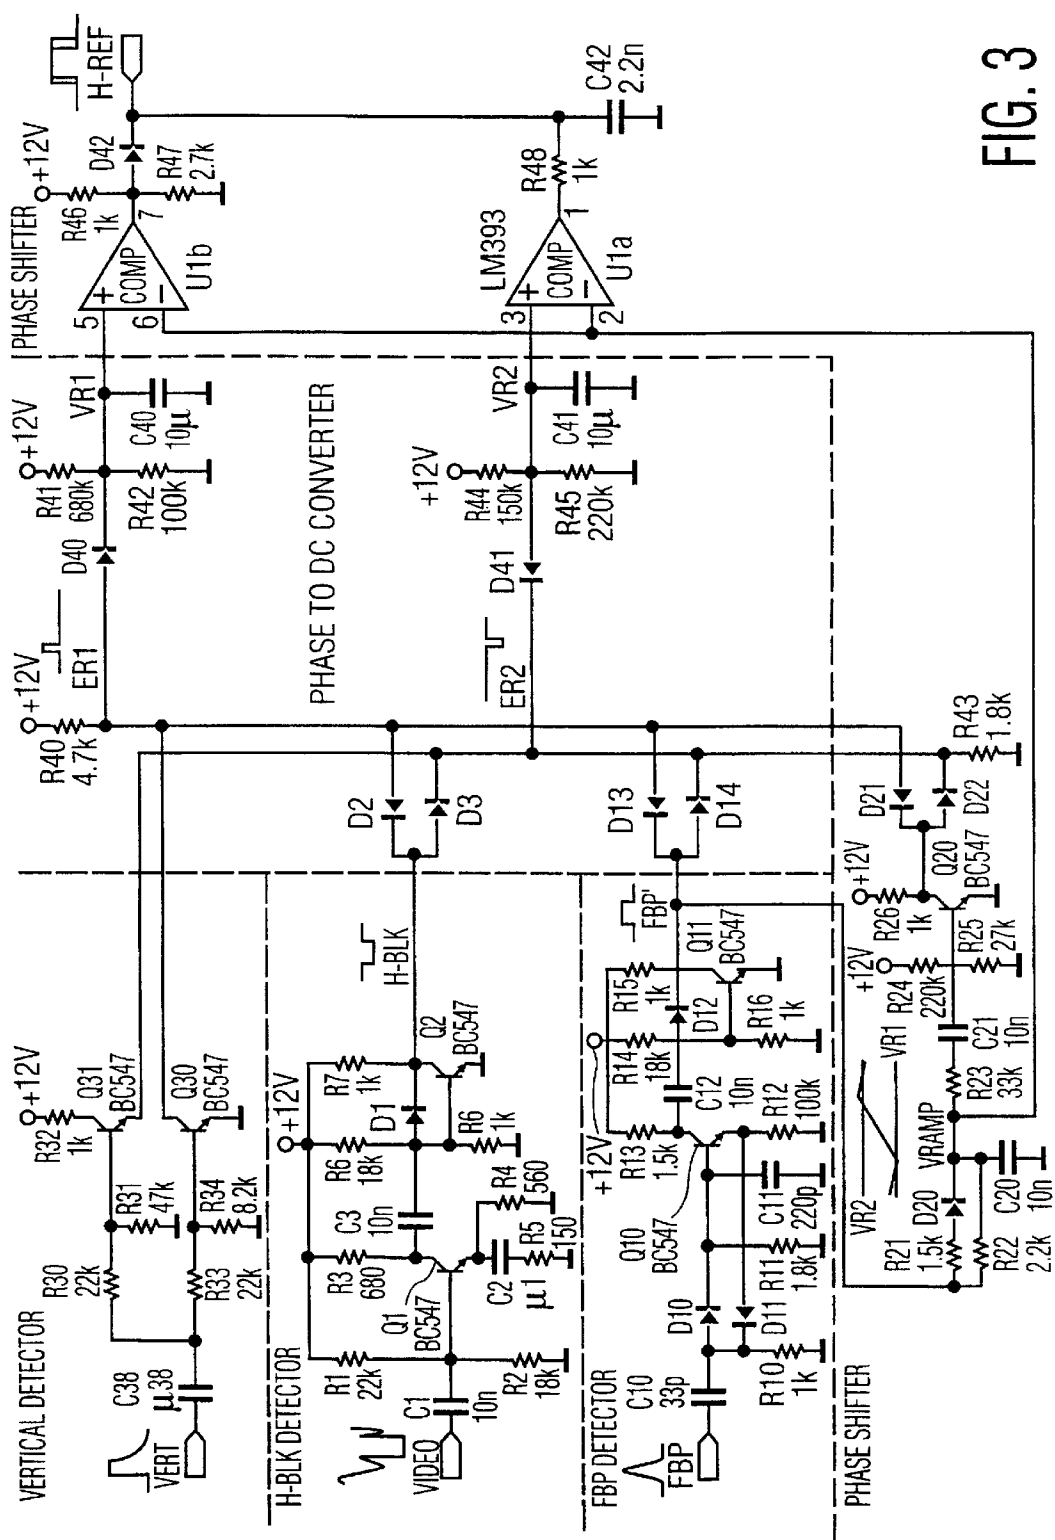 FIG. 3
VERTICAL DETECTOR
VERT
C38
µ.38
R30
22k
R31
47k
R32
1k
+12V
Q31
BC547
R33
22k
R34
8.2k
Q30
BC547
H-BLK DETECTOR
VIDEO
C1
10n
R1
22k
R2
18k
Q1
BC547
R3
680
C3
10n
C2
µ1
R5
150
R4
560
R6
18k
+12V
D1
R6
1k
R7
1k
Q2
BC547
H-BLK
FBP DETECTOR
FBP
C10
33p
R10
1k
D10
D11
R11
1.8k
C11
220p
Q10
BC547
+12V
R13
1.5k
R12
100k
C12
10n
R14
18k
D12
R16
1k
R15
1k
Q11
BC547
FBP'
PHASE SHIFTER
R21
1.5k
D20
R22
2.2k
C20
10n
VRAMP
VR2
VR1
R23
33k
C21
10n
+12V
R24
220k
R25
27k
+12V
R26
1k
Q20
BC547
D21
D22
R43
1.8k
D2
D3
D13
D14
PHASE TO DC CONVERTER
+12V
R40
4.7k
ER1
D40
ER2
D41
+12V
R41
680k
R42
100k
VR1
C40
10µ
+12V
R44
150k
R45
220k
VR2
C41
10µ
PHASE SHIFTER
5
6
+
−
COMP
U1b
7
+12V
R46
1k
R47
2.7k
D42
H-REF
LM393
3
2
+
−
COMP
U1a
1
R48
1k
C42
2.2n